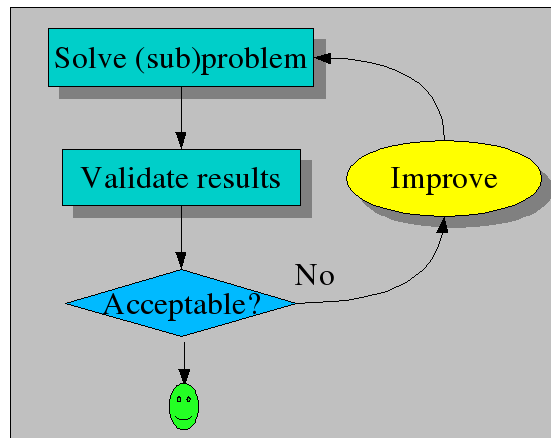 Solve (sub)problem
Validate results
Improve
No
Acceptable?